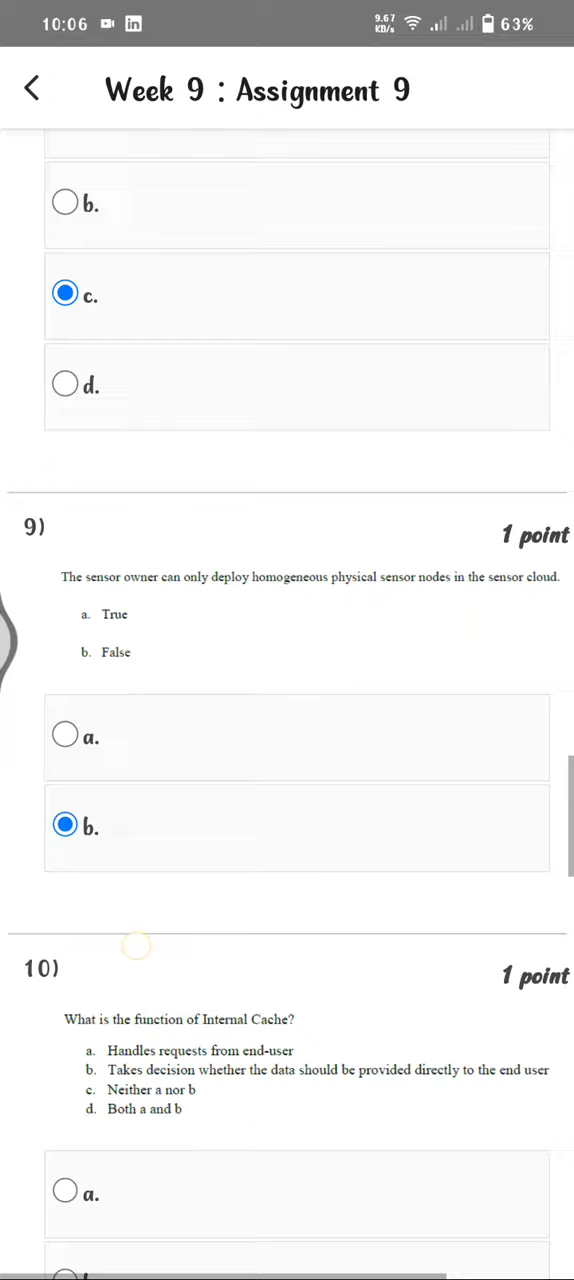 10:06 in 9.67 KB/s 63%
Week 9 : Assignment 9
b.
c.
d.
9)
1 point
The sensor owner can only deploy homogeneous physical sensor nodes in the sensor cloud.
a. True
b. False
a.
b.
10)
1 point
What is the function of Internal Cache?
a. Handles requests from end-user
b. Takes decision whether the data should be provided directly to the end user
c. Neither a nor b
d. Both a and b
a.